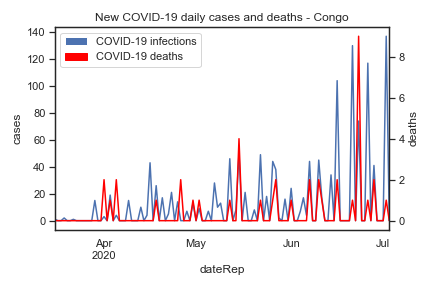 New COVID-19 daily cases and deaths - Congo
COVID-19 infections
COVID-19 deaths
140
120
100
80
60
40
20
0
cases
8
6
4
2
0
deaths
Apr
2020
May
Jun
Jul
dateRep